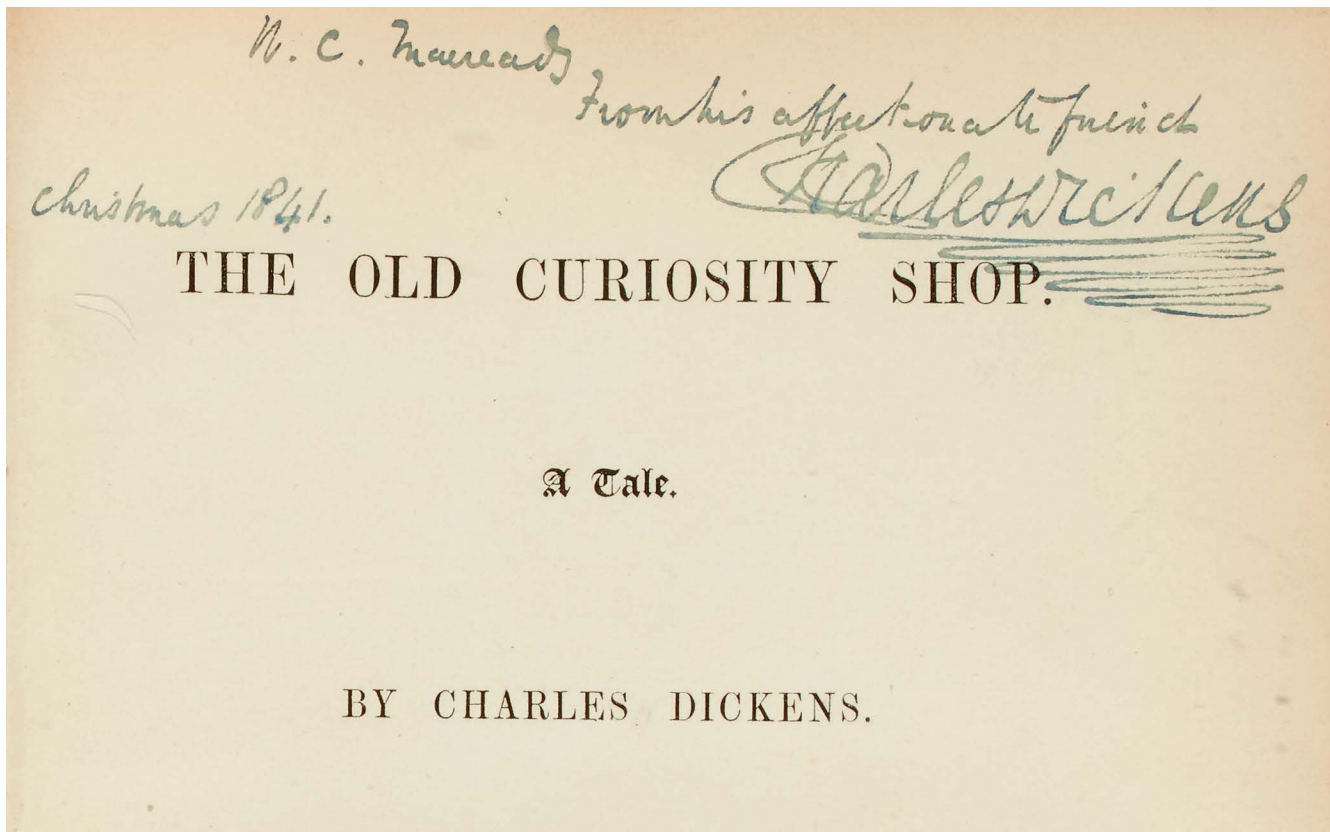 W. C. Macready
From his affectionate friend
Charles Dickens
Christmas 1841.
THE OLD CURIOSITY SHOP.
A Tale.
BY CHARLES DICKENS.